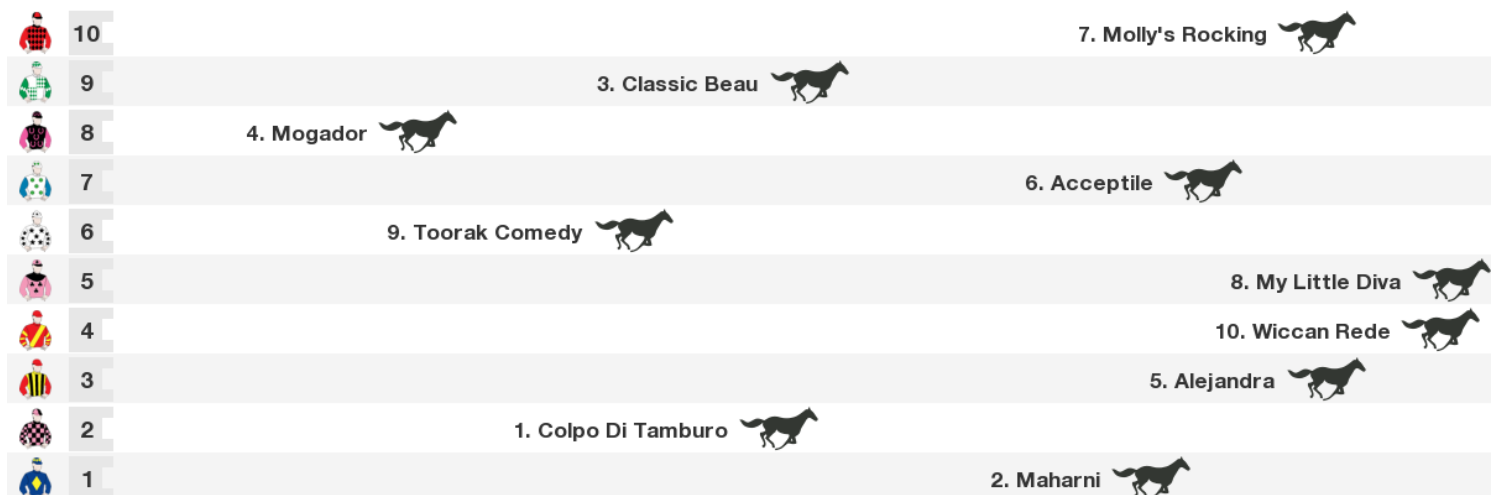 10 7. Molly's Rocking
9 3. Classic Beau
8 4. Mogador
7 6. Acceptile
6 9. Toorak Comedy
5 8. My Little Diva
4 10. Wiccan Rede
3 5. Alejandra
2 1. Colpo Di Tamburo
1 2. Maharni